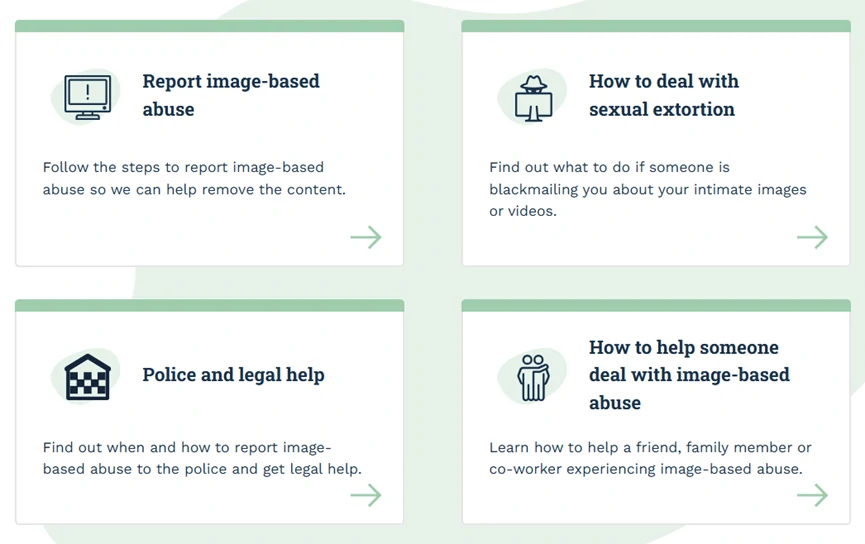 Report image-based
abuse
Follow the steps to report image-based
abuse so we can help remove the content.
How to deal with
sexual extortion
Find out what to do if someone is
blackmailing you about your intimate images
or videos.
Police and legal help
Find out when and how to report image-
based abuse to the police and get legal help.
How to help someone
deal with image-based
abuse
Learn how to help a friend, family member or
co-worker experiencing image-based abuse.